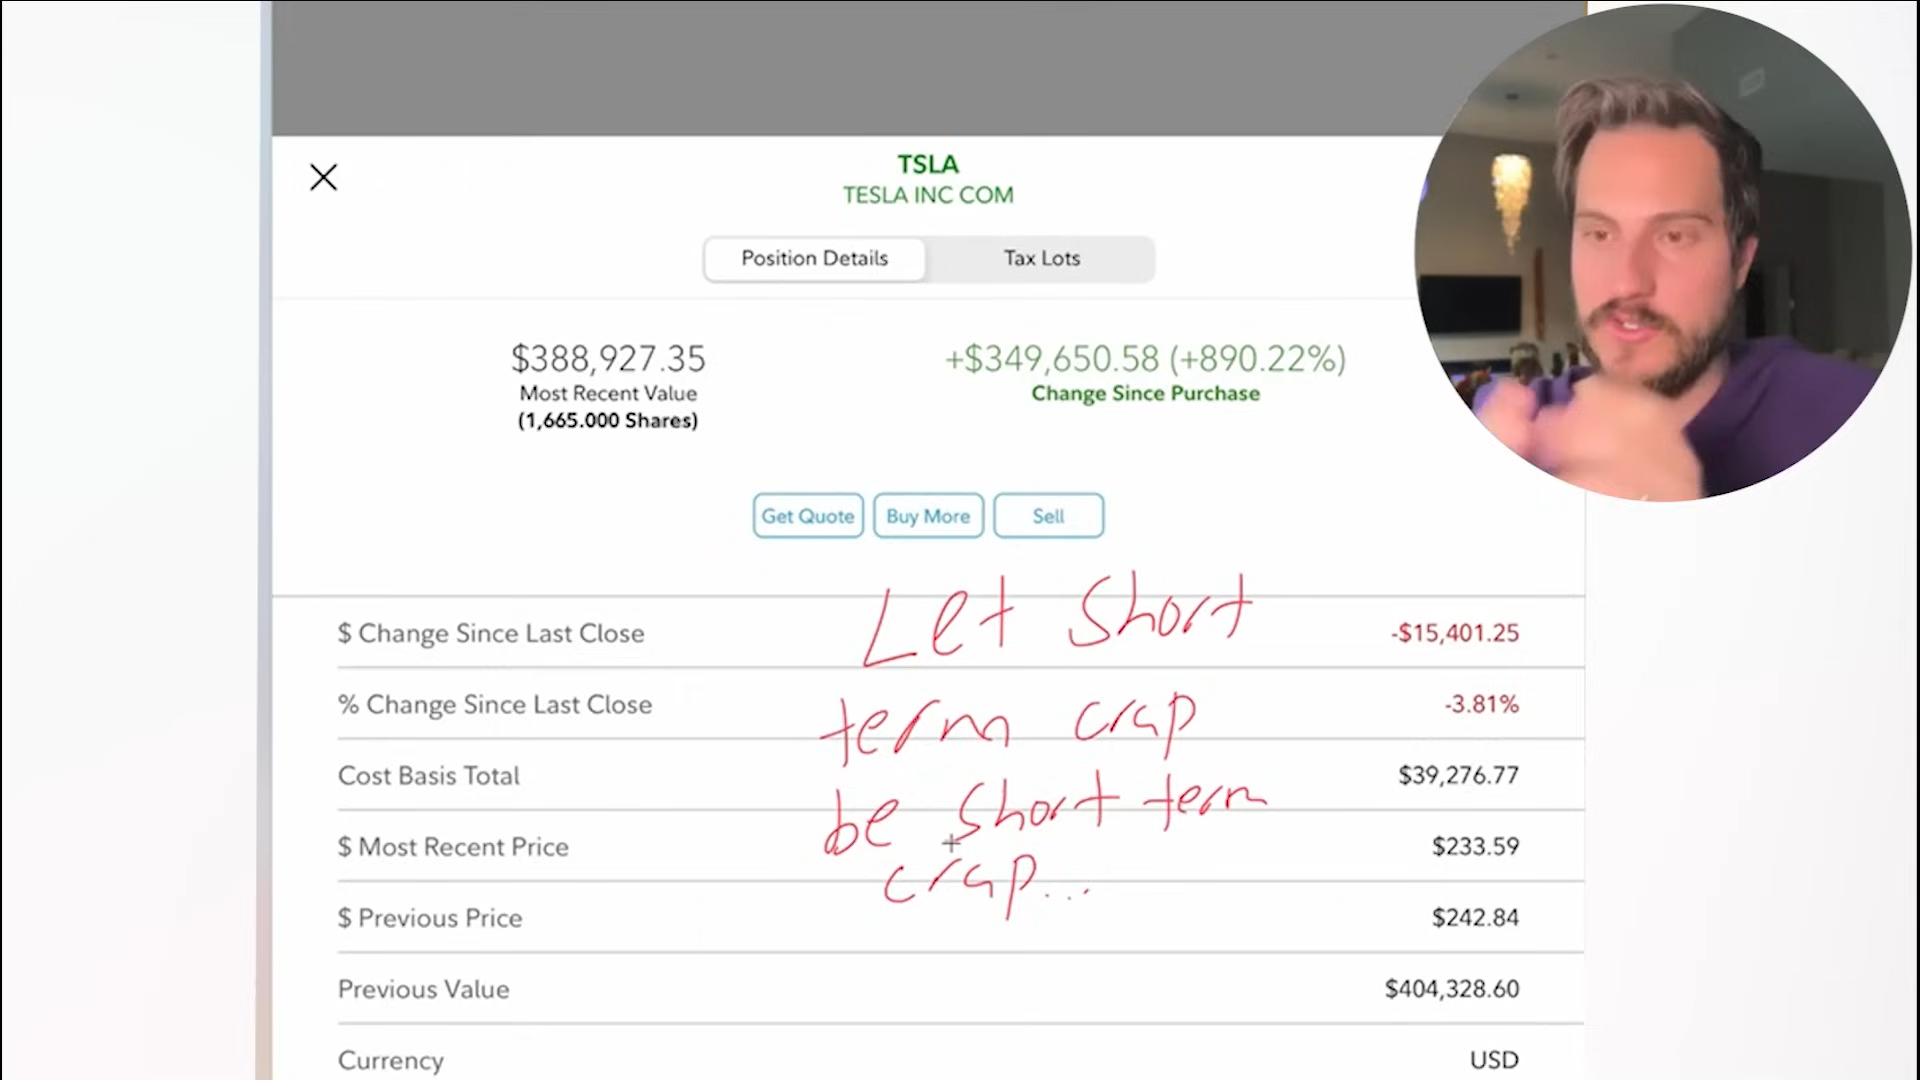 TSLA
TESLA INC COM
Position Details
Tax Lots
$388,927.35
Most Recent Value
(1,665.000 Shares)
+$349,650.58 (+890.22%)
Change Since Purchase
Get Quote
Buy More
Sell
Let Short
term crap
be short term
crap...
$ Change Since Last Close
-$15,401.25
% Change Since Last Close
-3.81%
Cost Basis Total
$39,276.77
$ Most Recent Price
$233.59
$ Previous Price
$242.84
Previous Value
$404,328.60
Currency
USD